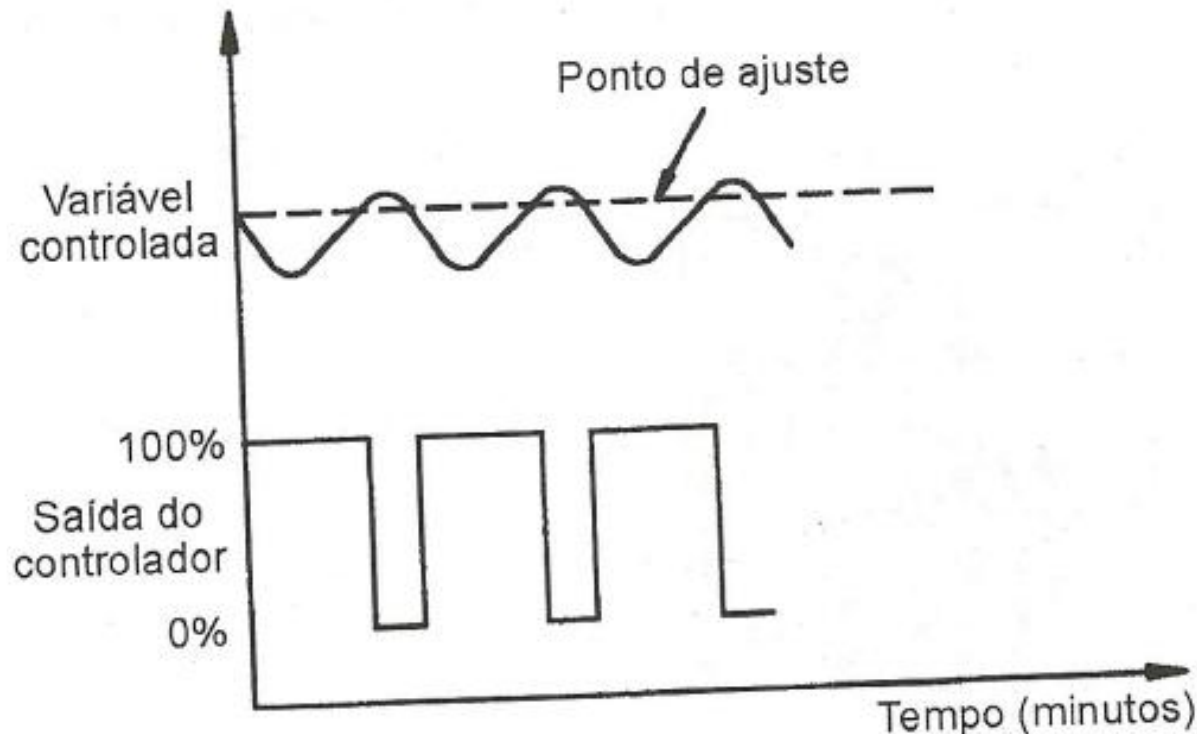 Ponto de ajuste
Variável
controlada
100%
Saída do
controlador
0%
Tempo (minutos)